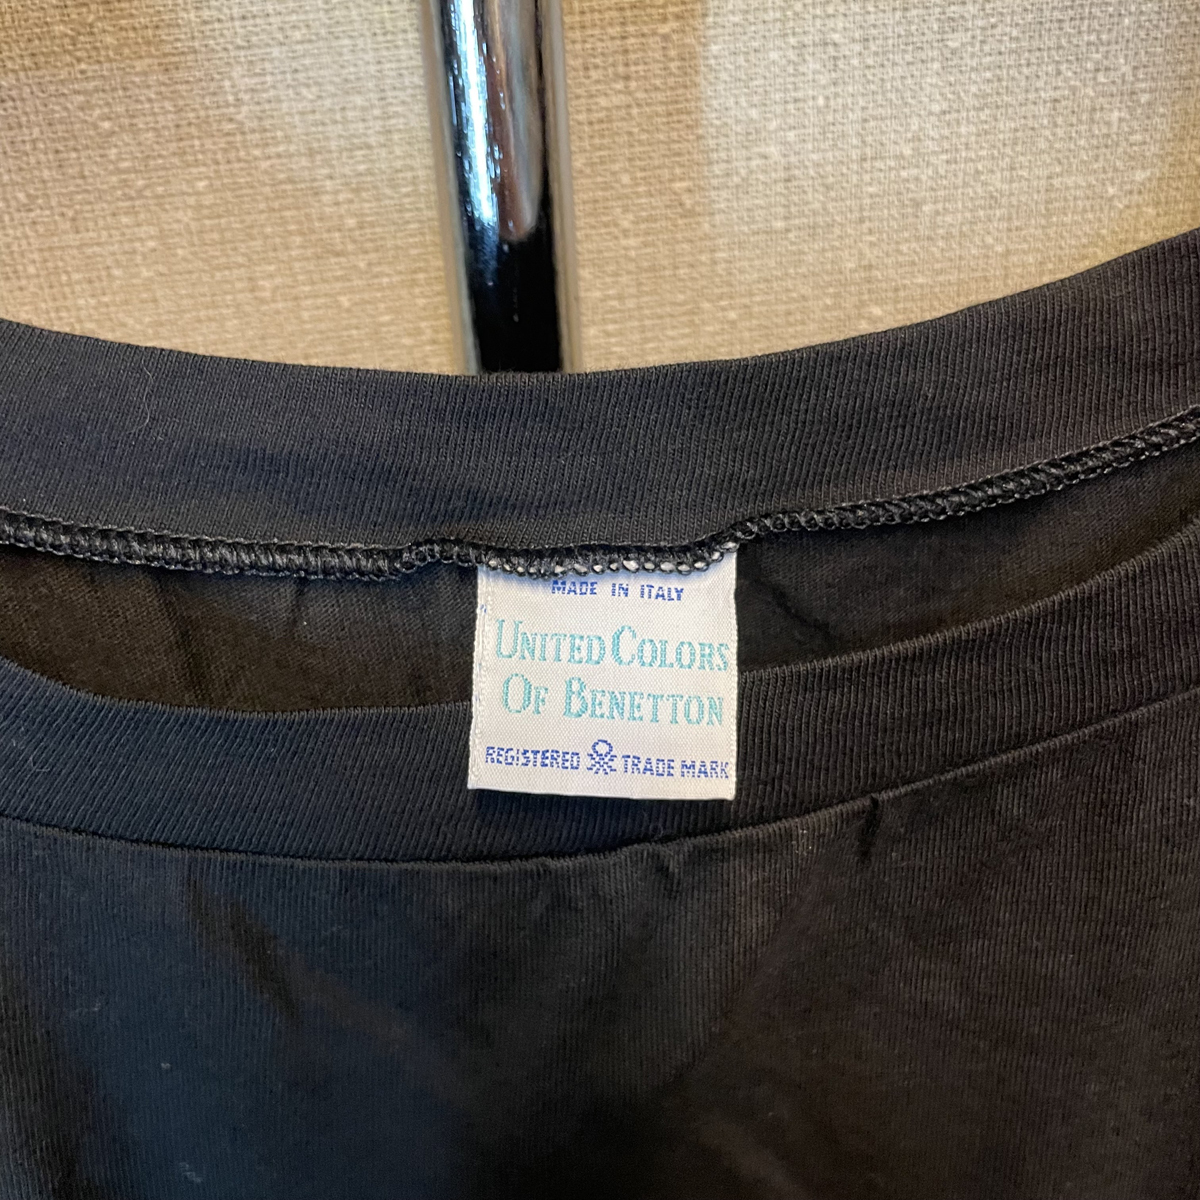 MADE IN ITALY
UNITED COLORS
OF BENETTON
REGISTERED TRADE MARK